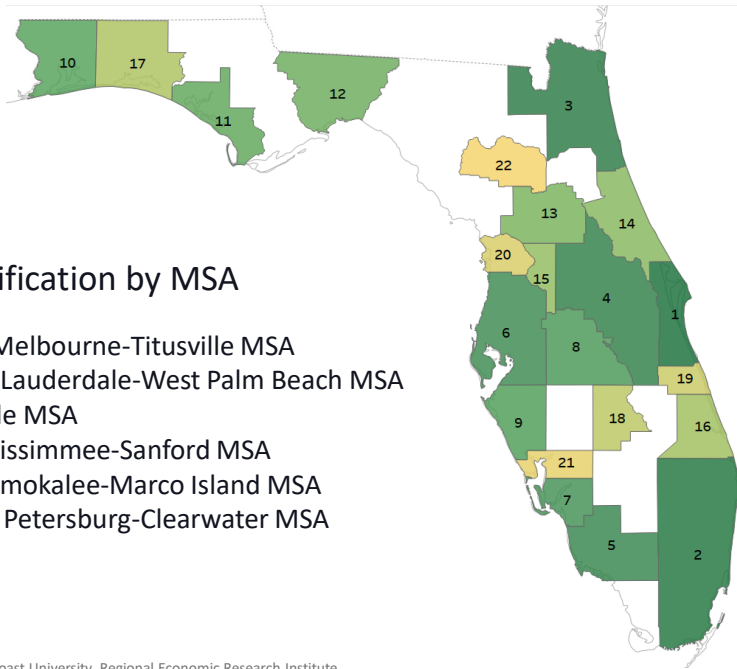 10
17
11
12
3
22
13
14
20
15
4
1
6
8
19
9
18
16
21
7
5
2
ification by MSA
Melbourne-Titusville MSA
Lauderdale-West Palm Beach MSA
le MSA
issimmee-Sanford MSA
mokalee-Marco Island MSA
Petersburg-Clearwater MSA
oast University, Regional Economic Research Institute